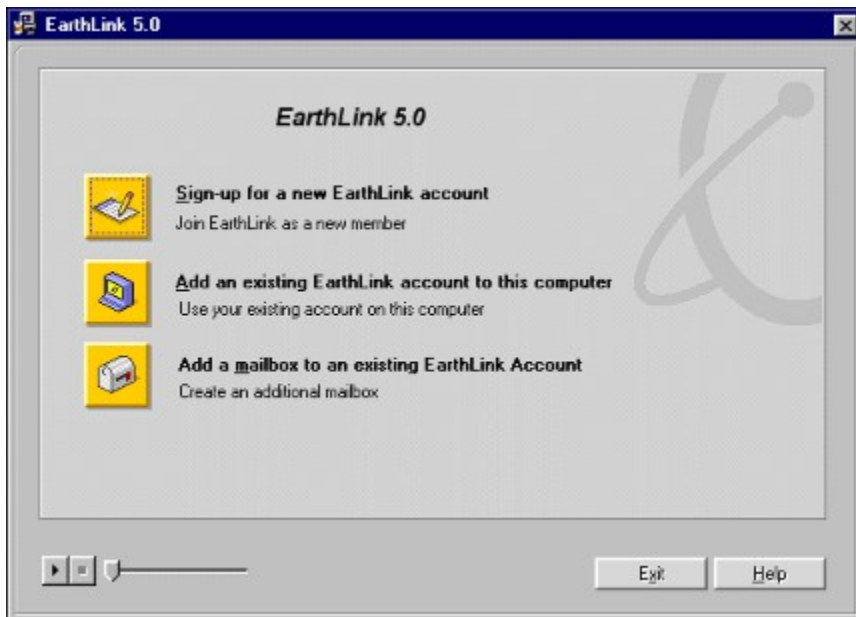 EarthLink 5.0
EarthLink 5.0
Sign-up for a new EarthLink account
Join EarthLink as a new member
Add an existing EarthLink account to this computer
Use your existing account on this computer
Add a mailbox to an existing EarthLink Account
Create an additional mailbox
Exit
Help